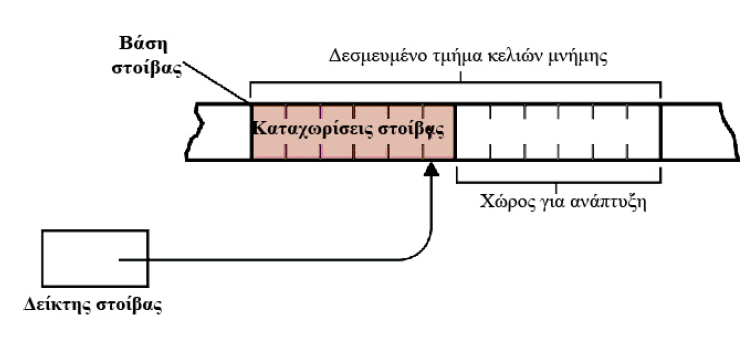 Βάση
στοίβας
Δεσμευμένο τμήμα κελιών μνήμης
Καταχωρίσεις στοίβας
Χώρος για ανάπτυξη
Δείκτης στοίβας